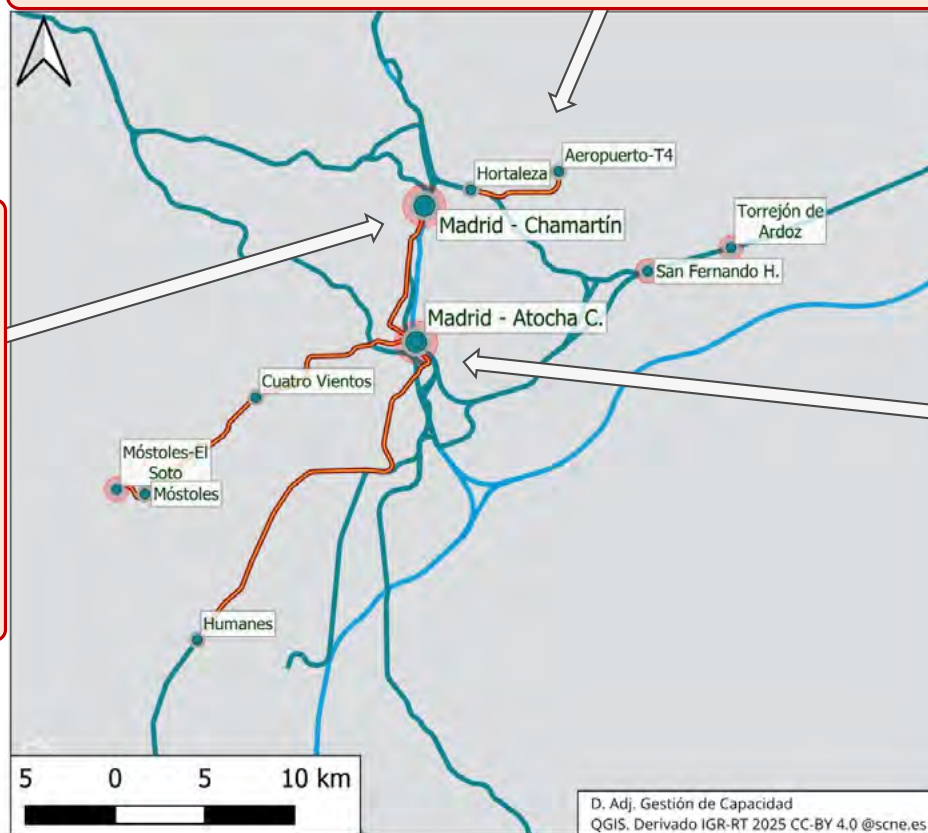 Aeropuerto-T4
Hortaleza
Madrid - Chamartín
Torrejón de
Ardoz
San Fernando H.
Madrid - Atocha C.
Cuatro Vientos
Móstoles-El
Soto
Móstoles
Humanes
5 0 5 10 km
D. Adj. Gestión de Capacidad
QGIS. Derivado IGR-RT 2025 CC-BY 4.0 @scne.es